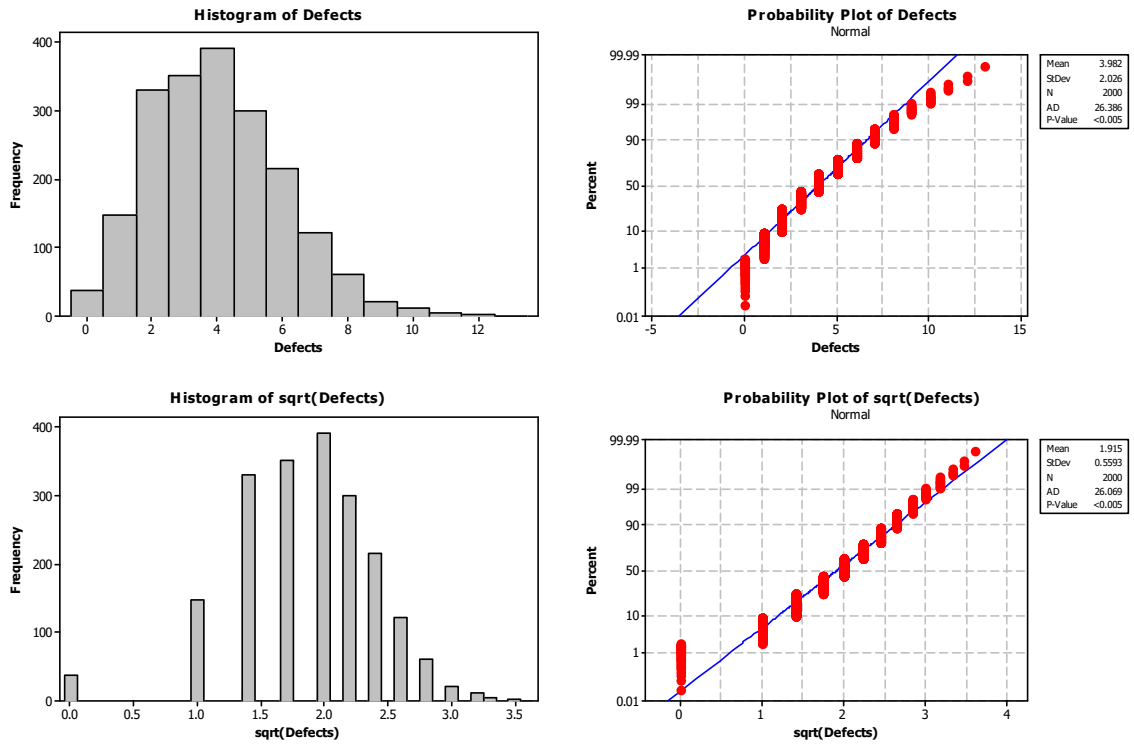 Histogram of Defects
400
300
200
100
0
Frequency
0 2 4 6 8 10 12
Defects
Probability Plot of Defects
Normal
99.99
99
90
50
10
1
0.01
Percent
-5 0 5 10 15
Defects
Mean 3.982
StDev 2.026
N 2000
AD 26.386
P-Value <0.005
Histogram of sqrt(Defects)
400
300
200
100
0
Frequency
0.0 0.5 1.0 1.5 2.0 2.5 3.0 3.5
sqrt(Defects)
Probability Plot of sqrt(Defects)
Normal
99.99
99
90
50
10
1
0.01
Percent
0 1 2 3 4
sqrt(Defects)
Mean 1.915
StDev 0.5593
N 2000
AD 26.069
P-Value <0.005